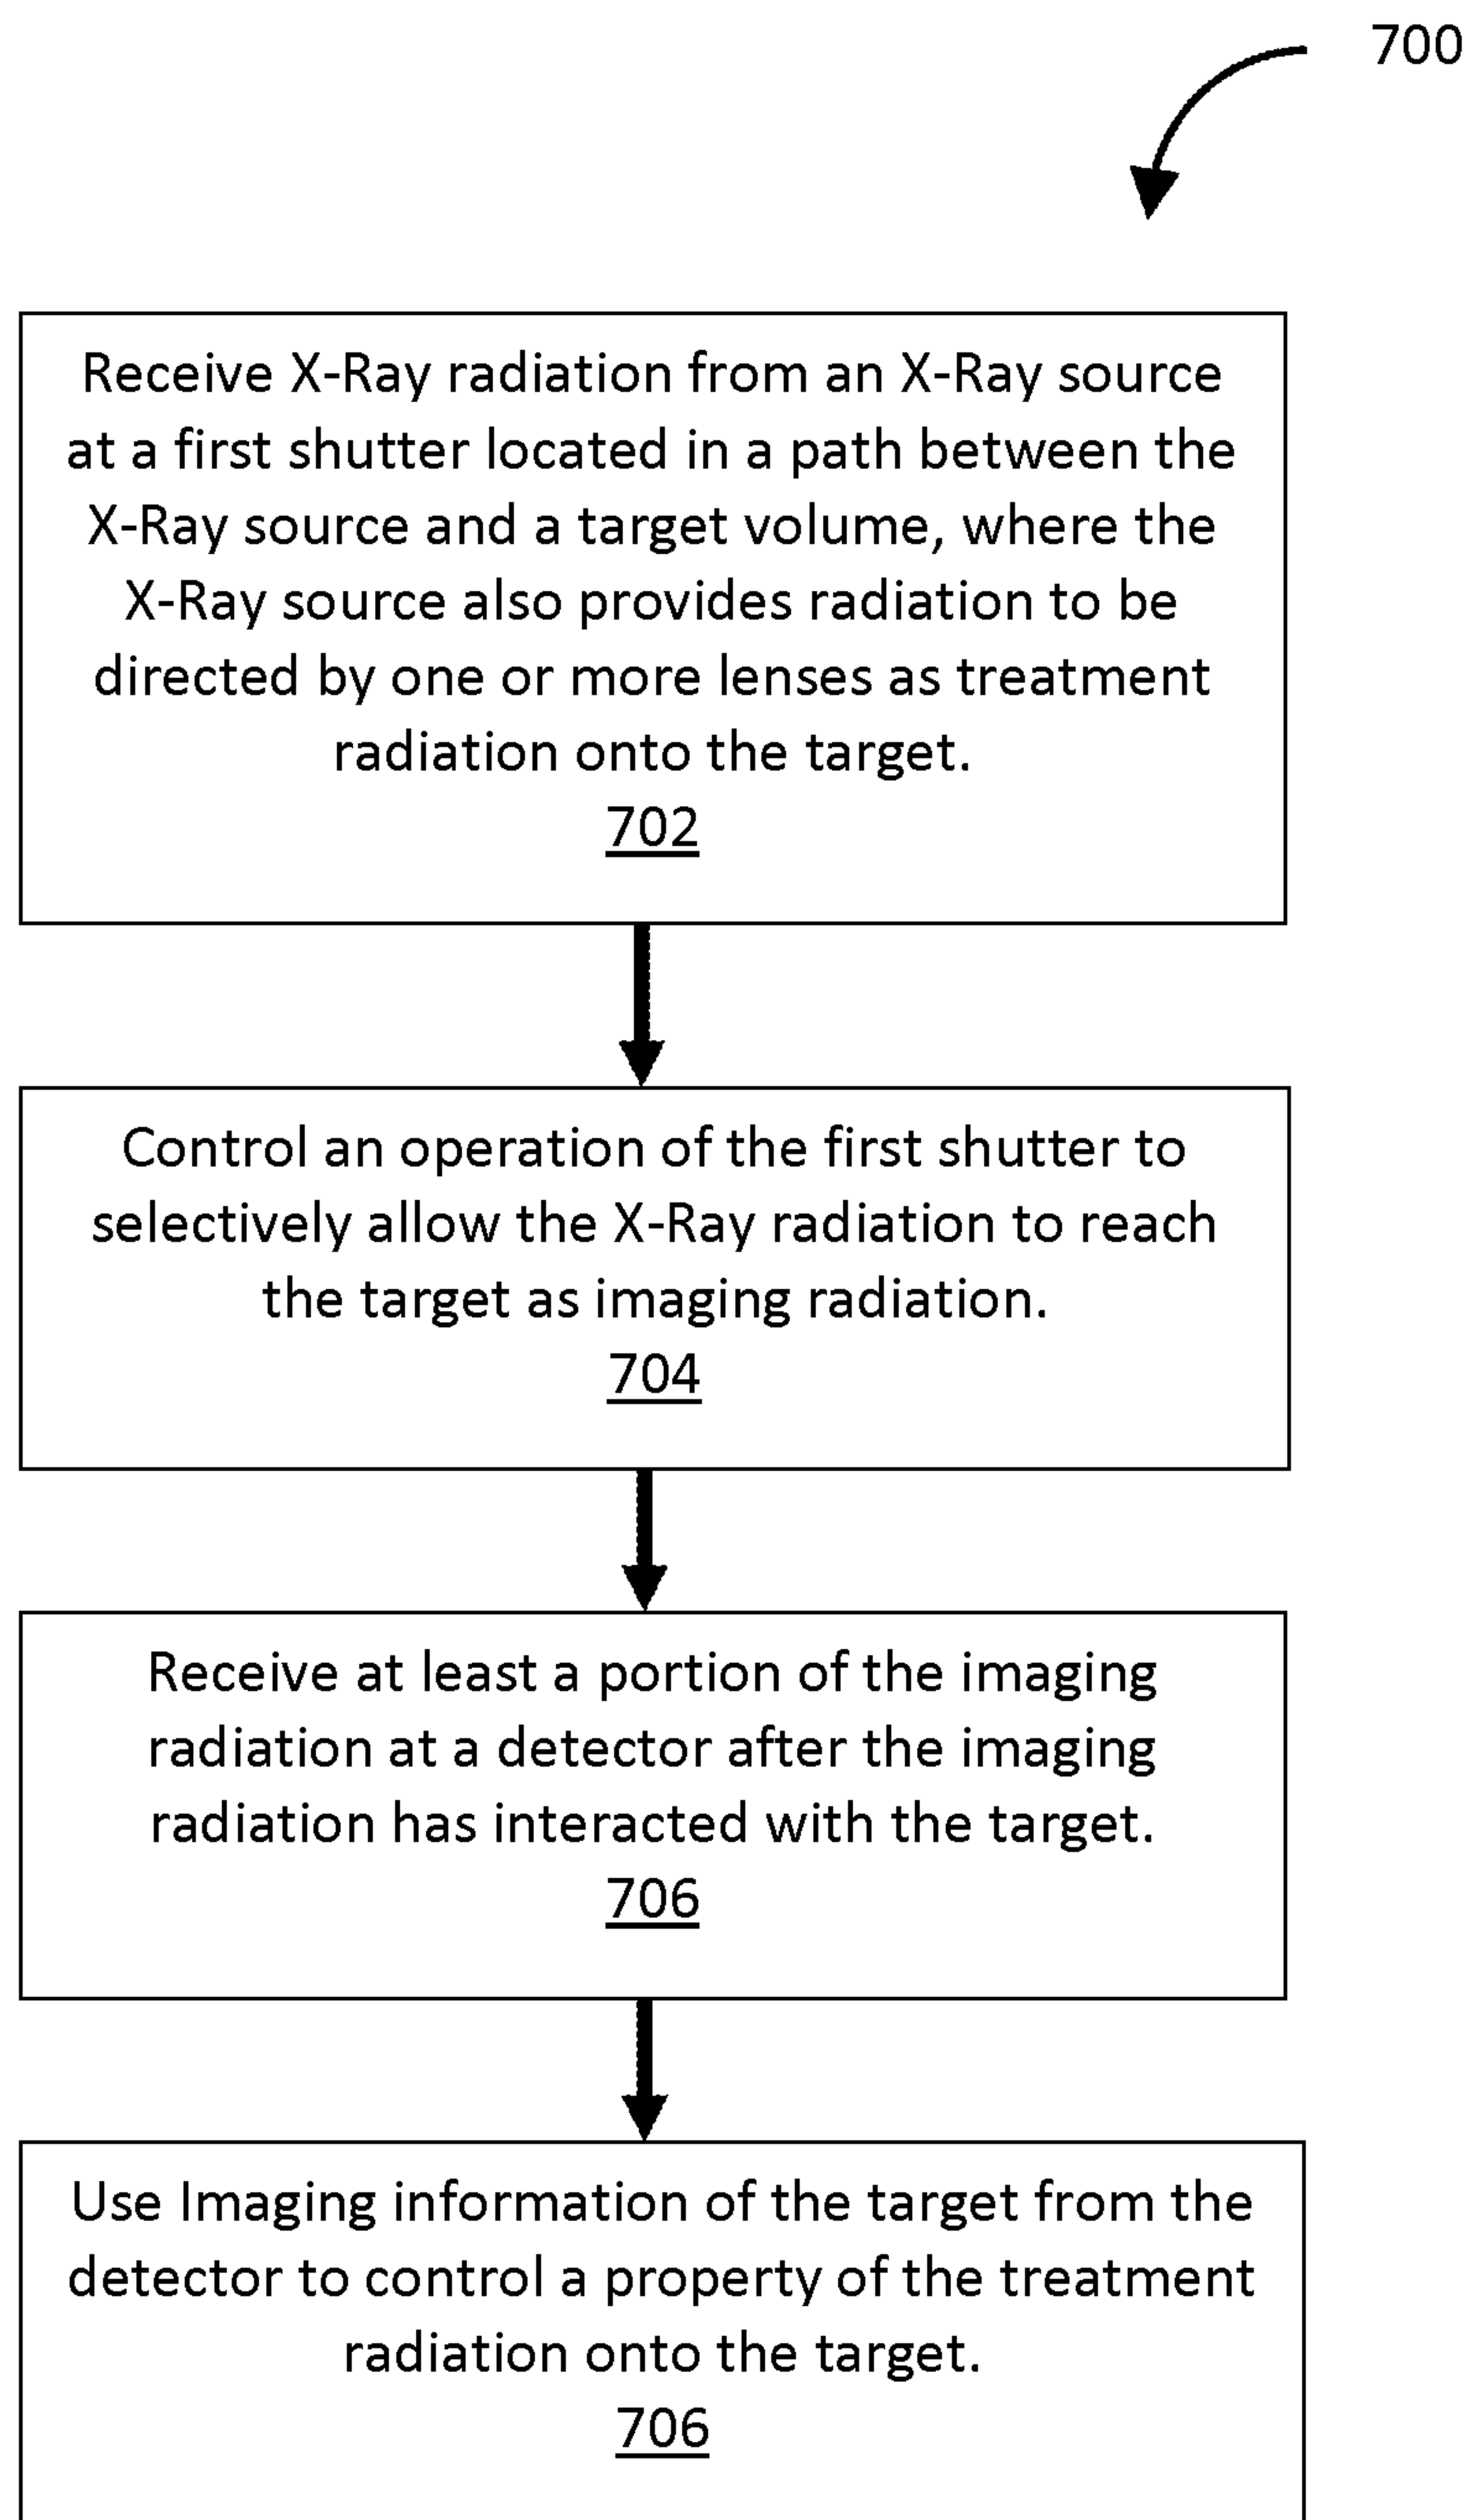 700
Receive X-Ray radiation from an X-Ray source
at a first shutter located in a path between the
X-Ray source and a target volume, where the
X-Ray source also provides radiation to be
directed by one or more lenses as treatment
radiation onto the target.
702
Control an operation of the first shutter to
selectively allow the X-Ray radiation to reach
the target as imaging radiation.
704
Receive at least a portion of the imaging
radiation at a detector after the imaging
radiation has interacted with the target.
706
Use Imaging information of the target from the
detector to control a property of the treatment
radiation onto the target.
706